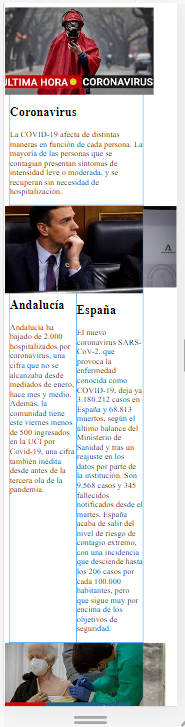 ÚLTIMA HORA CORONAVIRUS
Coronavirus
La COVID-19 afecta de distintas
maneras en función de cada persona. La
mayoría de las personas que se
contagian presentan síntomas de
intensidad leve o moderada, y se
recuperan sin necesidad de
hospitalización.
Andalucía
Andalucía ha
bajado de 2.000
hospitalizados por
coronavirus, una
cifra que no se
alcanzaba desde
mediados de enero,
hace mes y medio.
Además, la
comunidad tiene
este viernes menos
de 500 ingresados
en la UCI por
Covid-19, una cifra
también inédita
desde antes de la
tercera ola de la
pandemia.
España
El nuevo
coronavirus SARS-
CoV-2, que
provoca la
enfermedad
conocida como
COVID-19, deja ya
3.180.212 casos en
España y 68.813
muertos, según el
último balance del
Ministerio de
Sanidad y tras un
reajuste en los
datos por parte de
la institución. Son
9.568 casos y 345
fallecidos
notificados desde el
martes. España
acaba de salir del
nivel de riesgo de
contagio extremo,
con una incidencia
que desciende hasta
los 206 casos por
cada 100.000
habitantes, pero
que sigue muy por
encima de los
objetivos de
seguridad.